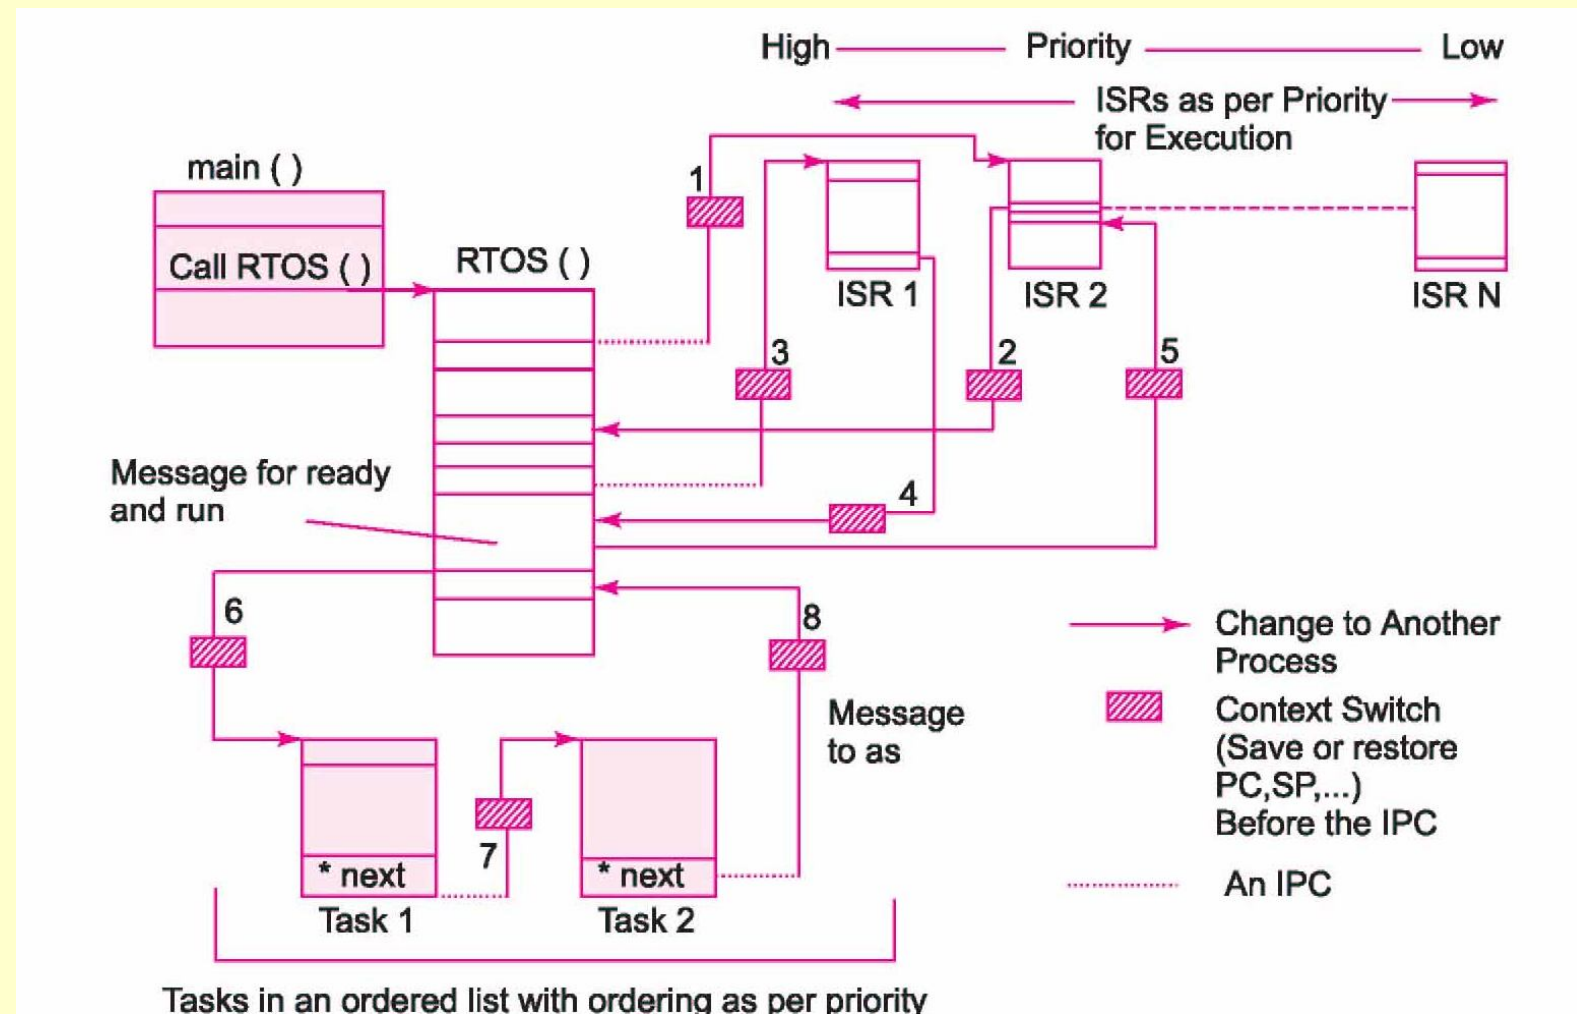 High Priority Low
ISRs as per Priority
for Execution
main ( )
Call RTOS ( )
RTOS ( )
1
ISR 1
ISR 2
ISR N
3
2
5
Message for ready
and run
4
6
8
Message
to as
7
* next
* next
Task 1
Task 2
Change to Another
Process
Context Switch
(Save or restore
PC,SP,...)
Before the IPC
An IPC
Tasks in an ordered list with ordering as per priority